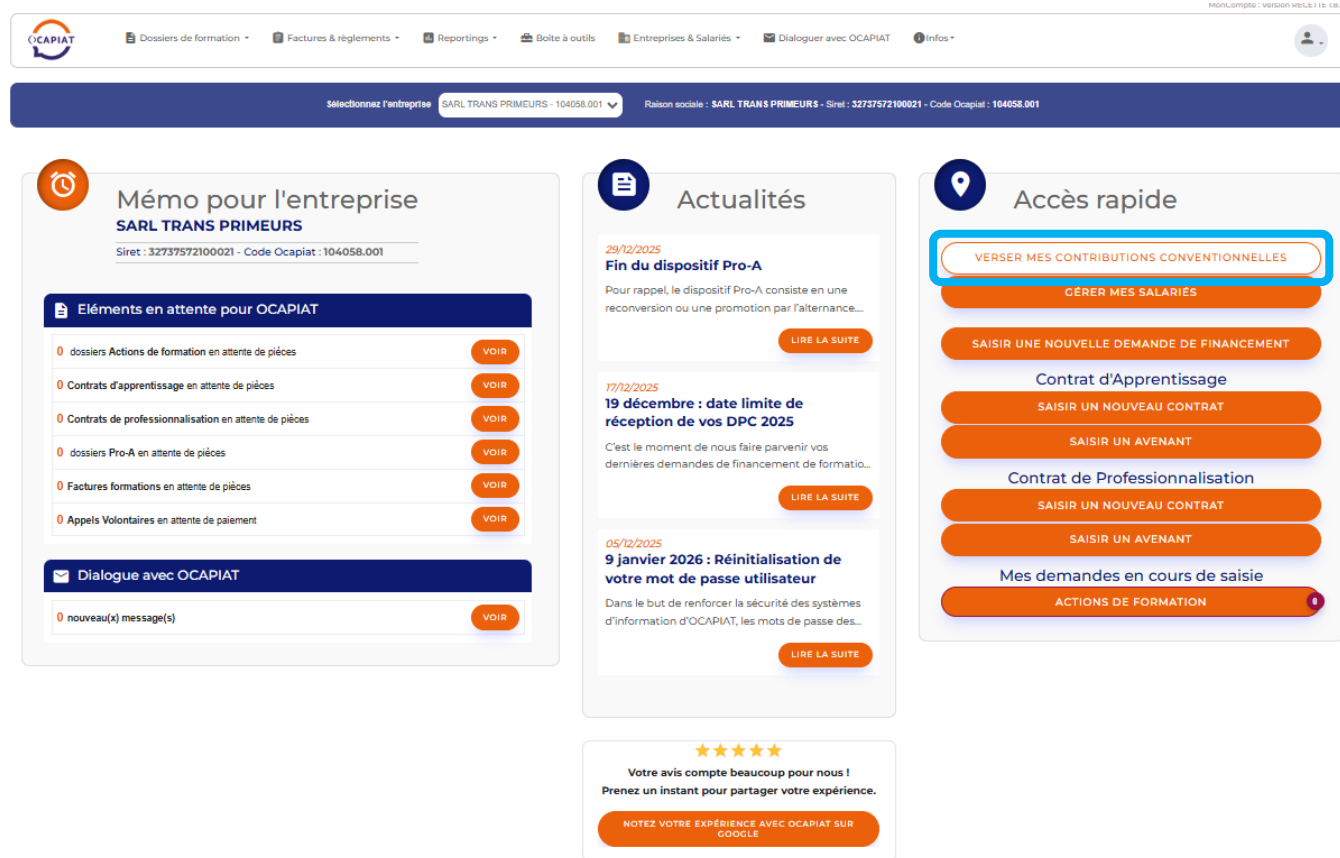 MonCompte : Version RECETTE
OCAPIAT
Dossiers de formation
Factures & règlements
Reportings
Boîte à outils
Entreprises & Salariés
Dialoguer avec OCAPIAT
Infos
Sélectionnez l'entreprise
SARL TRANS PRIMEURS - 104058.001
Raison sociale : SARL TRANS PRIMEURS - Siret : 32737572100021 - Code Ocapiat : 104058.001
Mémo pour l'entreprise
SARL TRANS PRIMEURS
Siret : 32737572100021 - Code Ocapiat : 104058.001
Eléments en attente pour OCAPIAT
0 dossiers Actions de formation en attente de pièces
VOIR
0 Contrats d'apprentissage en attente de pièces
VOIR
0 Contrats de professionnalisation en attente de pièces
VOIR
0 dossiers Pro-A en attente de pièces
VOIR
0 Factures formations en attente de pièces
VOIR
0 Appels Volontaires en attente de paiement
VOIR
Dialogue avec OCAPIAT
0 nouveau(x) message(s)
VOIR
Actualités
29/12/2025
Fin du dispositif Pro-A
Pour rappel, le dispositif Pro-A consiste en une
reconversion ou une promotion par l'alternance....
LIRE LA SUITE
17/12/2025
19 décembre : date limite de
réception de vos DPC 2025
C'est le moment de nous faire parvenir vos
dernières demandes de financement de formatio...
LIRE LA SUITE
05/12/2025
9 janvier 2026 : Réinitialisation de
votre mot de passe utilisateur
Dans le but de renforcer la sécurité des systèmes
d'information d'OCAPIAT, les mots de passe des...
LIRE LA SUITE
Votre avis compte beaucoup pour nous !
Prenez un instant pour partager votre expérience.
NOTEZ VOTRE EXPÉRIENCE AVEC OCAPIAT SUR
GOOGLE
Accès rapide
VERSER MES CONTRIBUTIONS CONVENTIONNELLES
GÉRER MES SALARIÉS
SAISIR UNE NOUVELLE DEMANDE DE FINANCEMENT
Contrat d'Apprentissage
SAISIR UN NOUVEAU CONTRAT
SAISIR UN AVENANT
Contrat de Professionnalisation
SAISIR UN NOUVEAU CONTRAT
SAISIR UN AVENANT
Mes demandes en cours de saisie
ACTIONS DE FORMATION